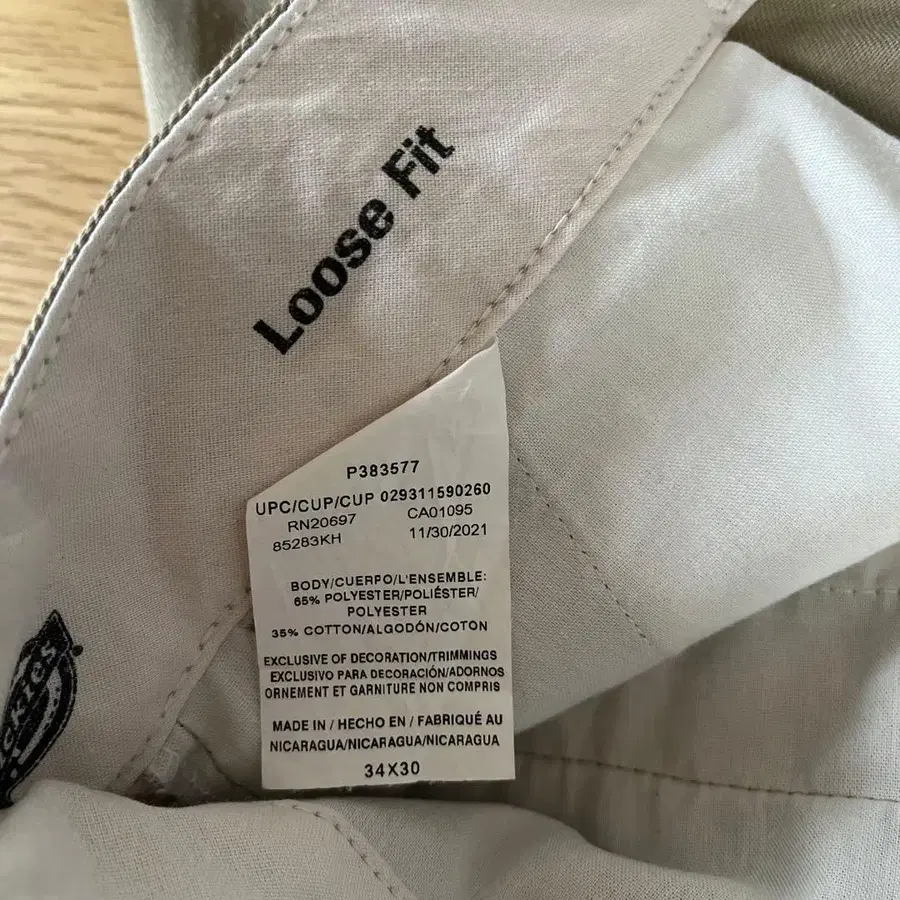 Loose Fit
P383577
UPC/CUP/CUP 029311590260
RN20697 CA01095
85283KH 11/30/2021
BODY/CUERPO/L'ENSEMBLE:
65% POLYESTER/POLIÉSTER/
POLYESTER
35% COTTON/ALGODÓN/COTON
EXCLUSIVE OF DECORATION/TRIMMINGS
EXCLUSIVO PARA DECORACIÓN/ADORNOS
ORNEMENT ET GARNITURE NON COMPRIS
MADE IN / HECHO EN / FABRIQUÉ AU
NICARAGUA/NICARAGUA/NICARAGUA
34X30